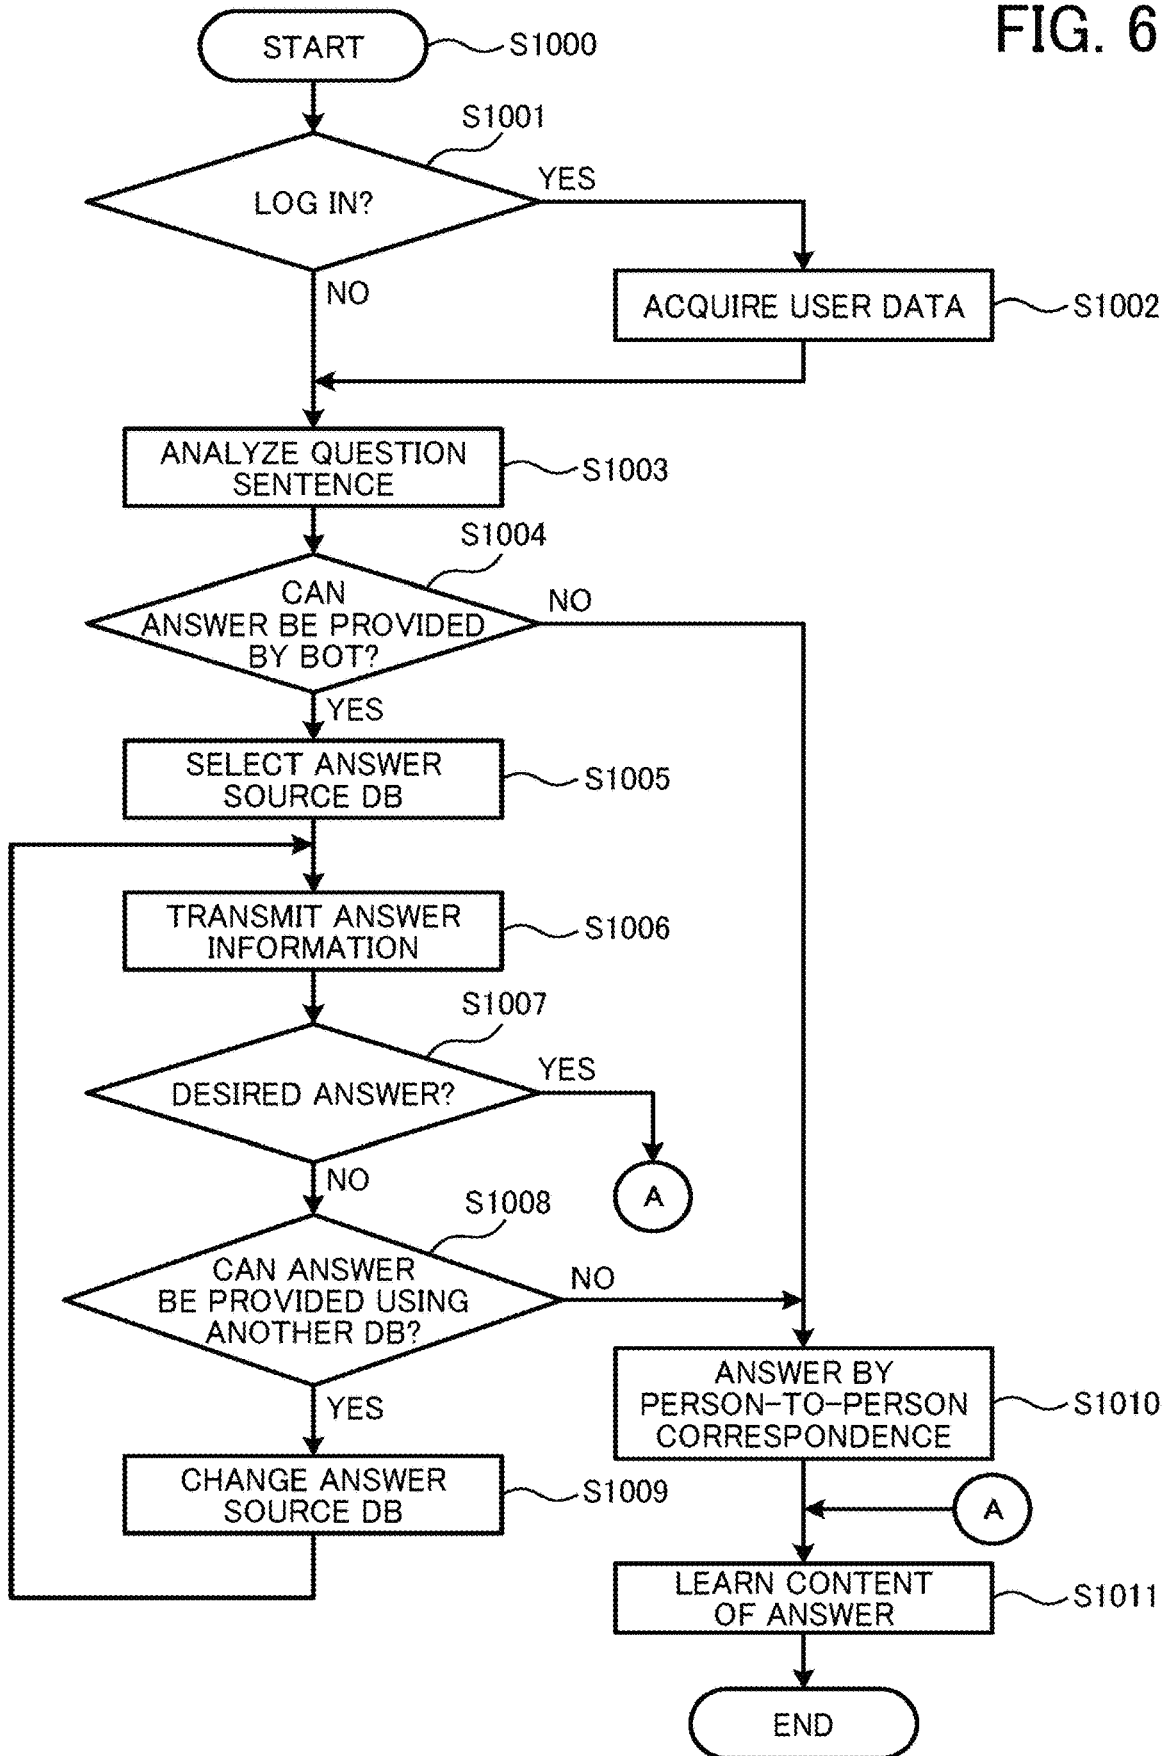 FIG. 6
START
S1000
S1001
LOG IN?
YES
NO
ACQUIRE USER DATA
S1002
ANALYZE QUESTION
SENTENCE
S1003
S1004
CAN
ANSWER BE PROVIDED
BY BOT?
NO
YES
SELECT ANSWER
SOURCE DB
S1005
TRANSMIT ANSWER
INFORMATION
S1006
S1007
DESIRED ANSWER?
YES
NO
A
S1008
CAN ANSWER
BE PROVIDED USING
ANOTHER DB?
NO
YES
CHANGE ANSWER
SOURCE DB
S1009
ANSWER BY
PERSON-TO-PERSON
CORRESPONDENCE
S1010
A
LEARN CONTENT
OF ANSWER
S1011
END